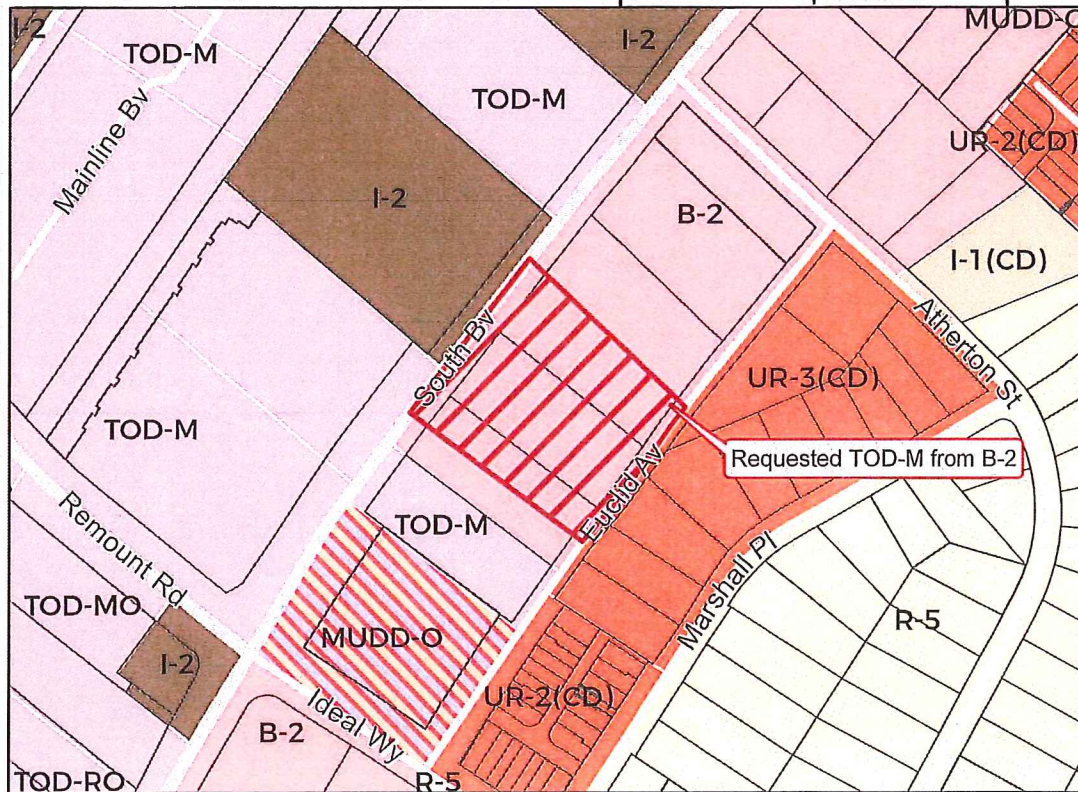 I-2
TOD-M
I-2
MUDD-O
TOD-M
Mainline Bv
UR-2(CD)
I-2
B-2
I-1(CD)
South Bv
Atherton St
UR-3(CD)
TOD-M
Requested TOD-M from B-2
Euclid Av
TOD-M
Remount Rd
Marshall Pl
TOD-MO
R-5
MUDD-O
I-2
UR-2(CD)
Ideal Wy
B-2
TOD-RO
R-5